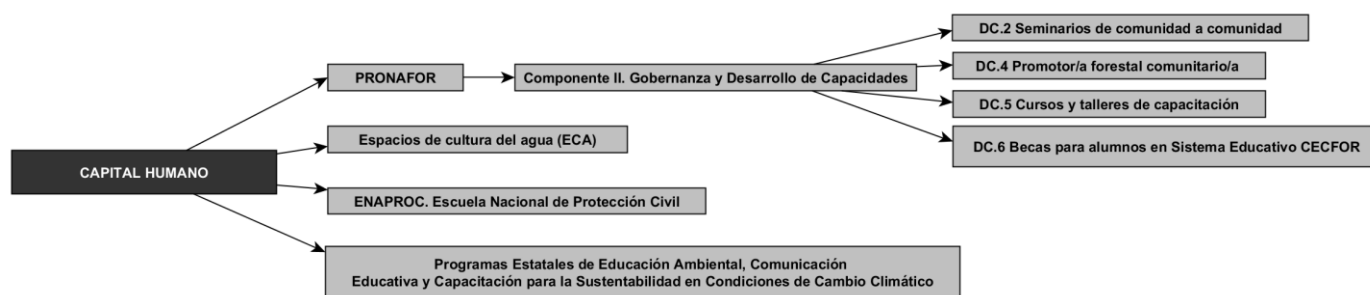 CAPITAL HUMANO
PRONAFOR
Componente II. Gobernanza y Desarrollo de Capacidades
DC.2 Seminarios de comunidad a comunidad
DC.4 Promotor/a forestal comunitario/a
DC.5 Cursos y talleres de capacitación
DC.6 Becas para alumnos en Sistema Educativo CECFOR
Espacios de cultura del agua (ECA)
ENAPROC. Escuela Nacional de Protección Civil
Programas Estatales de Educación Ambiental, Comunicación
Educativa y Capacitación para la Sustentabilidad en Condiciones de Cambio Climático